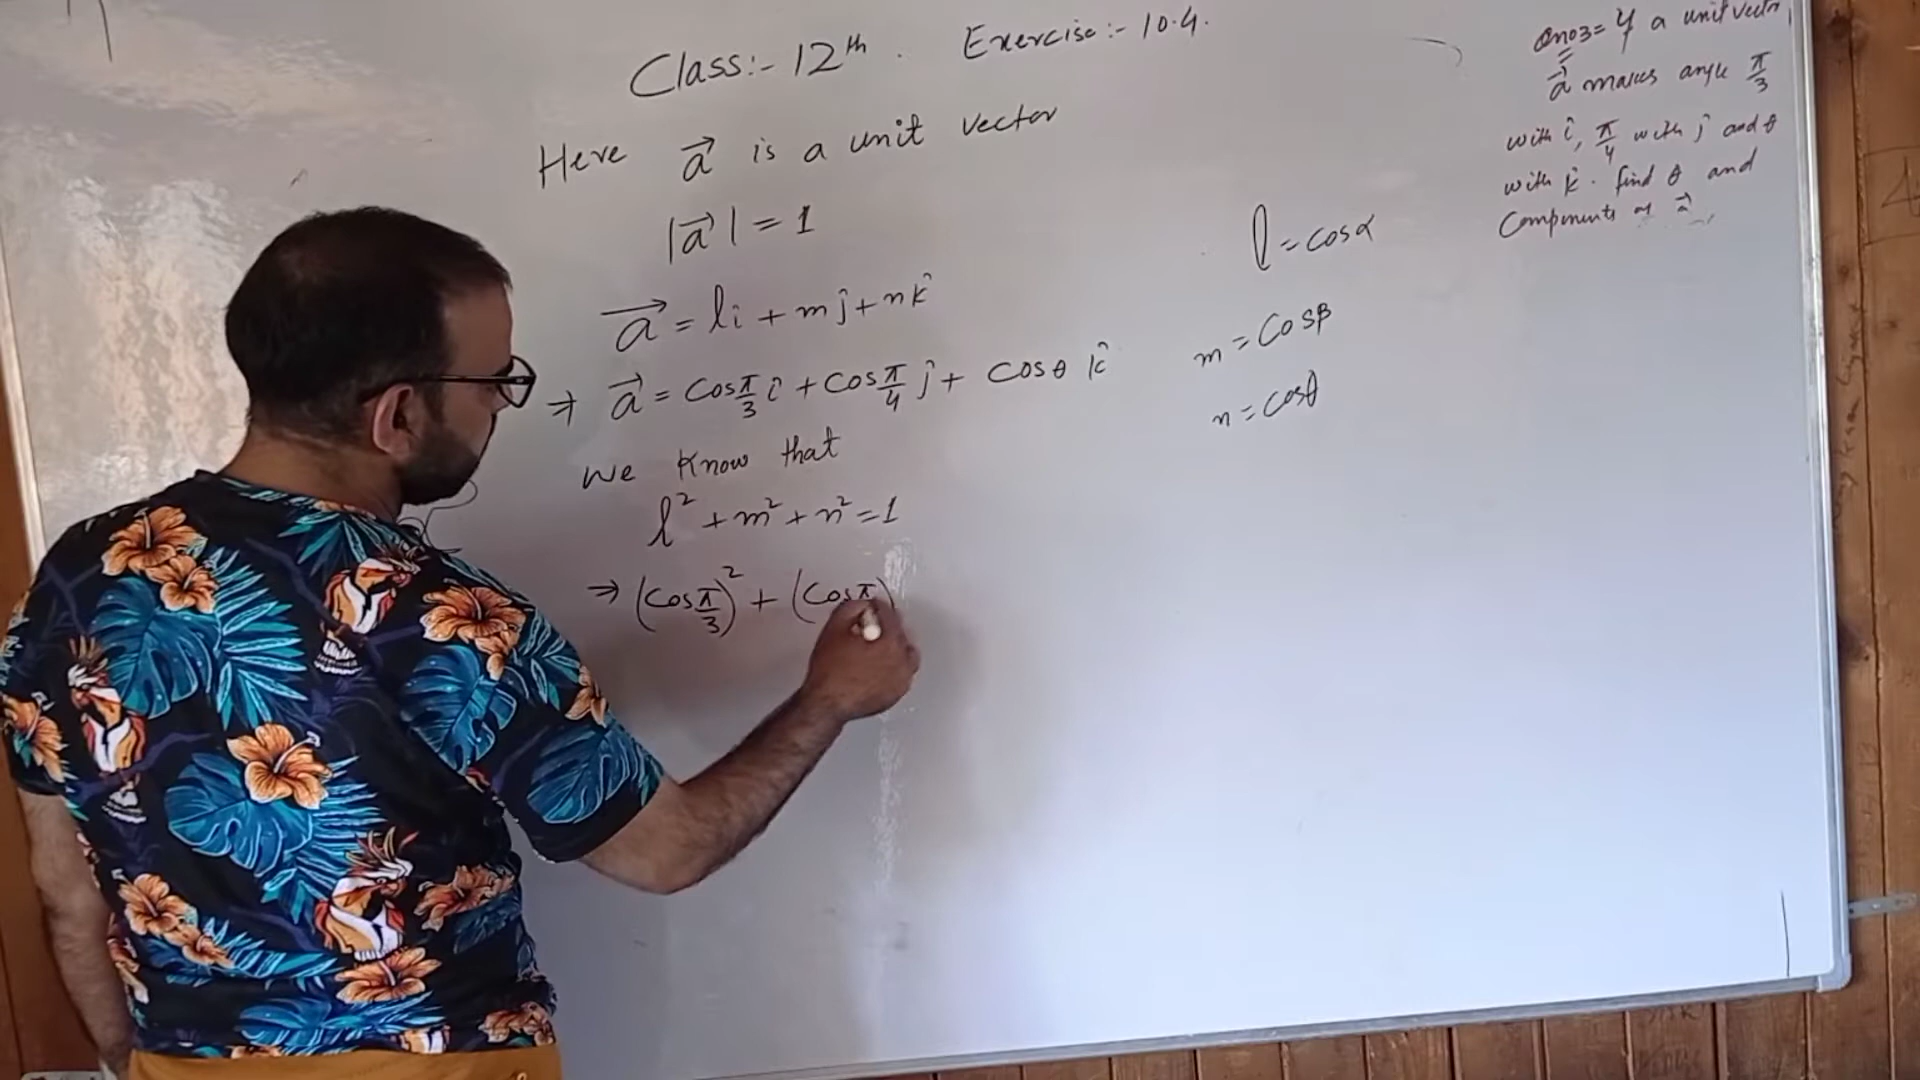 Class:- 12th. Exercise:- 10.4.
Here a⃗ is a unit vector
|a⃗| = 1
a⃗ = li + mĵ + nk̂
⇒ a⃗ = Cos π/3 î + Cos π/4 ĵ + Cosθ k̂
We Know that
l² + m² + n² = 1
⇒ (Cos π/3)² + (Cos π)
l = cosα
m = Cosβ
n = Cosθ
Qno3= If a unit vector
a⃗ makes angle π/3
with î, π/4 with ĵ and θ
with k̂. find θ and
Components of a⃗,